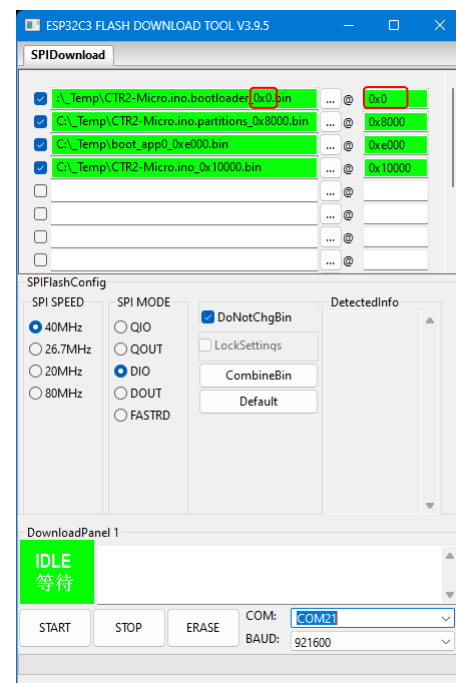 ESP32C3 FLASH DOWNLOAD TOOL V3.9.5
SPIDownload
:\_Temp\CTR2-Micro.ino.bootloader_0x0.bin ... @ 0x0
C:\_Temp\CTR2-Micro.ino.partitions_0x8000.bin ... @ 0x8000
C:\_Temp\boot_app0_0xe000.bin ... @ 0xe000
C:\_Temp\CTR2-Micro.ino_0x10000.bin ... @ 0x10000
... @
... @
... @
... @
SPIFlashConfig
SPI SPEED SPI MODE DetectedInfo
40MHz QIO DoNotChgBin
26.7MHz QOUT LockSettings
20MHz DIO CombineBin
80MHz DOUT Default
FASTRD
DownloadPanel 1
IDLE
等待
START STOP ERASE COM: COM21
BAUD: 921600